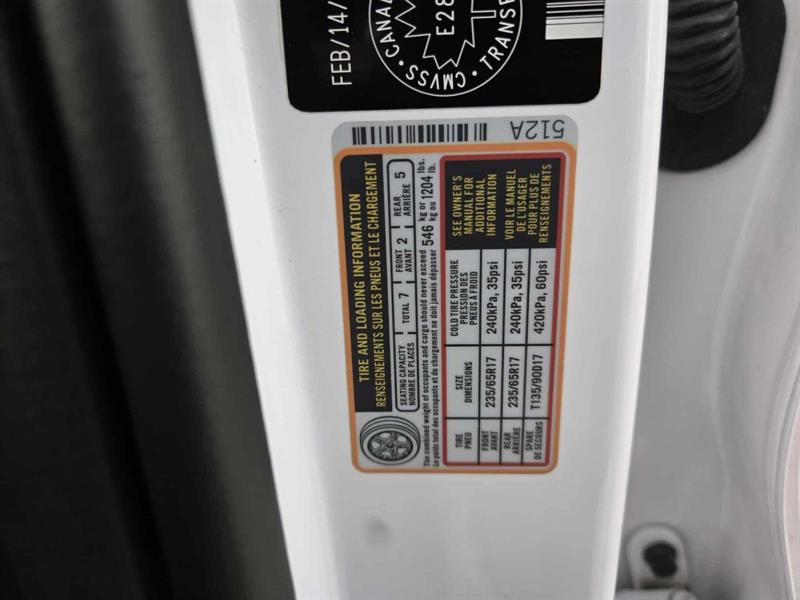 FEB/14/
CMVSS · CANA
E28
TRANS
512A
TIRE AND LOADING INFORMATION
RENSEIGNEMENTS SUR LES PNEUS ET LE CHARGEMENT
SEATING CAPACITY TOTAL 7 FRONT 2 REAR 5
NOMBRE DE PLACES AVANT ARRIÈRE
The combined weight of occupants and cargo should never exceed 546 kg or 1204 lbs.
Le poids total des occupants et du chargement ne doit jamais dépasser kg ou lb.
TIRE
PNEU
SIZE
DIMENSIONS
COLD TIRE PRESSURE
PRESSION DES
PNEUS À FROID
FRONT
AVANT
235/65R17
240kPa, 35psi
REAR
ARRIÈRE
235/65R17
240kPa, 35psi
SPARE
DE SECOURS
T135/90D17
420kPa, 60psi
SEE OWNER'S
MANUAL FOR
ADDITIONAL
INFORMATION
VOIR LE MANUEL
DE L'USAGER
POUR PLUS DE
RENSEIGNEMENTS